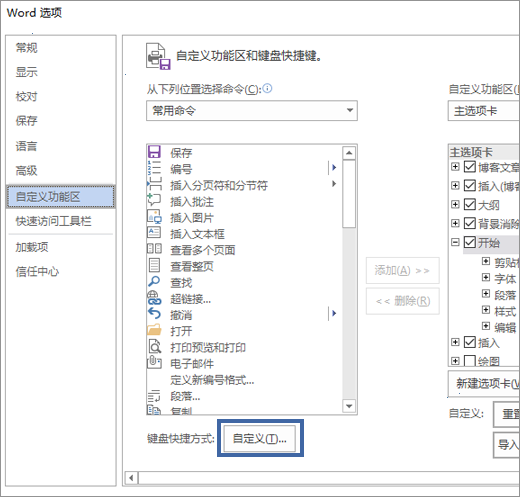 Word 选项
常规
显示
校对
保存
语言
高级
自定义功能区
快速访问工具栏
加载项
信任中心
自定义功能区和键盘快捷键。
从下列位置选择命令(C):
常用命令
保存
编号
插入分页符和分节符
插入批注
插入图片
插入文本框
查看多个页面
查看整页
查找
超链接...
撤消
打开
打印预览和打印
电子邮件
定义新编号格式...
段落...
复制
键盘快捷方式: 自定义(T)...
添加(A) >>
<< 删除(R)
自定义功能区(
主选项卡
主选项卡
博客文章
插入(博客
大纲
背景消除
开始
剪贴
字体
段落
样式
编辑
插入
绘图
新建选项卡(
自定义: 重置
导入